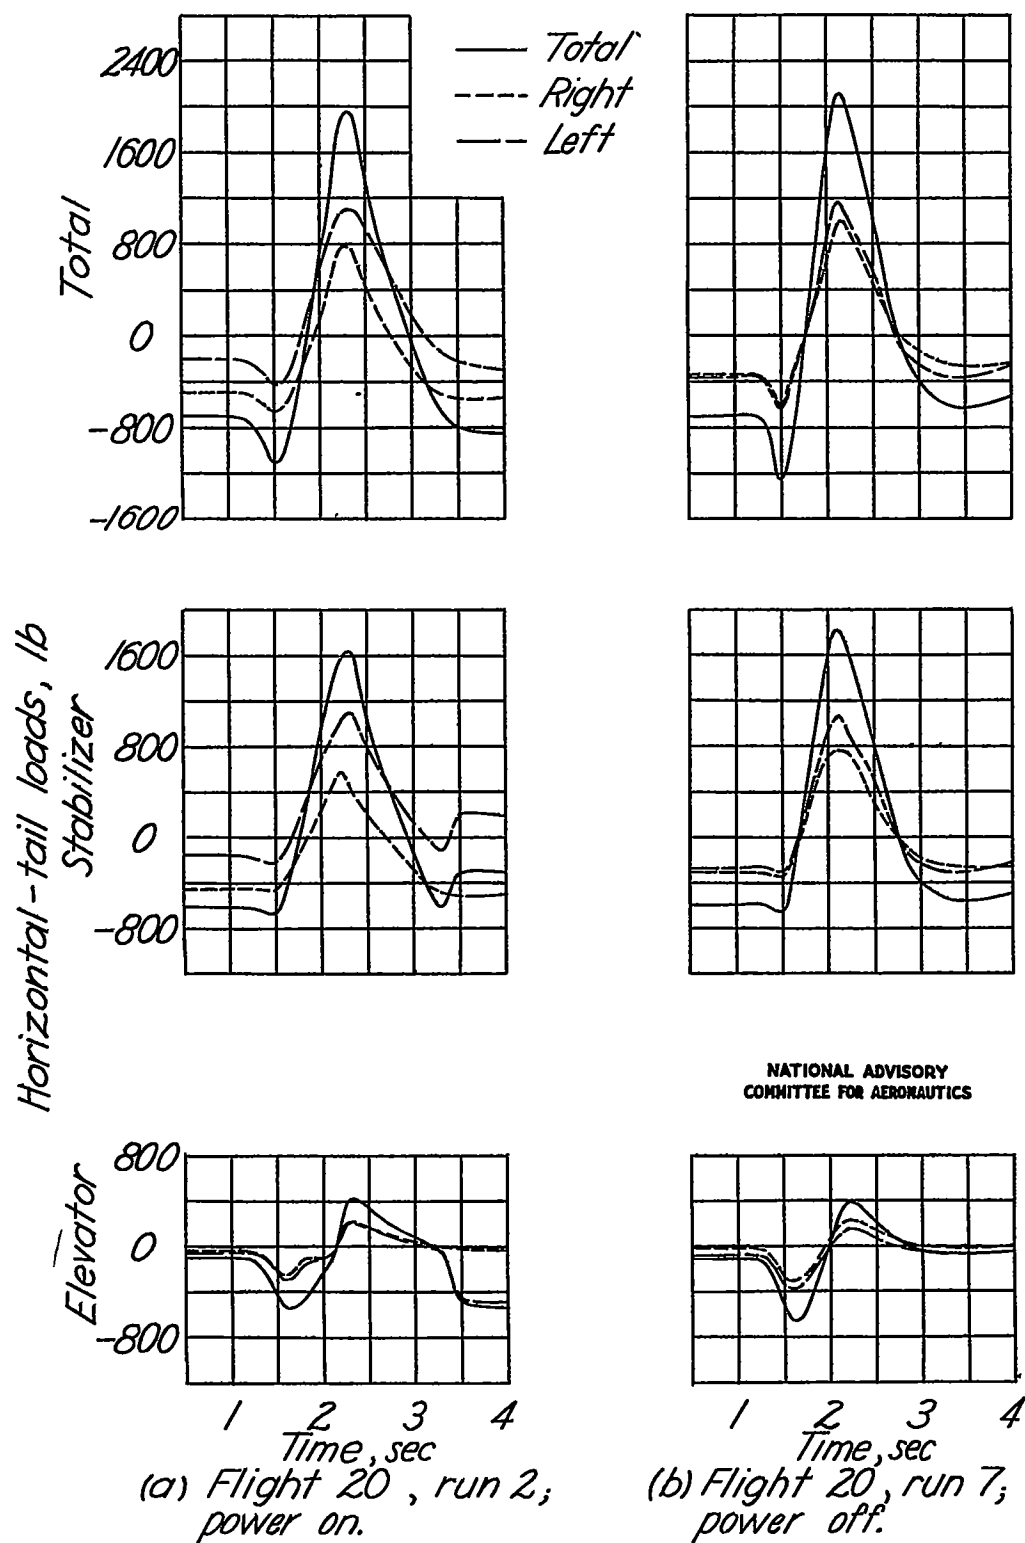 Total
Right
Left
2400
1600
800
0
-800
-1600
Total
Horizontal-tail loads, lb
Stabilizer
1600
800
0
-800
NATIONAL ADVISORY
COMMITTEE FOR AERONAUTICS
Elevator
800
0
-800
1 2 3 4
Time, sec
(a) Flight 20, run 2;
power on.
1 2 3 4
Time, sec
(b) Flight 20, run 7;
power off.